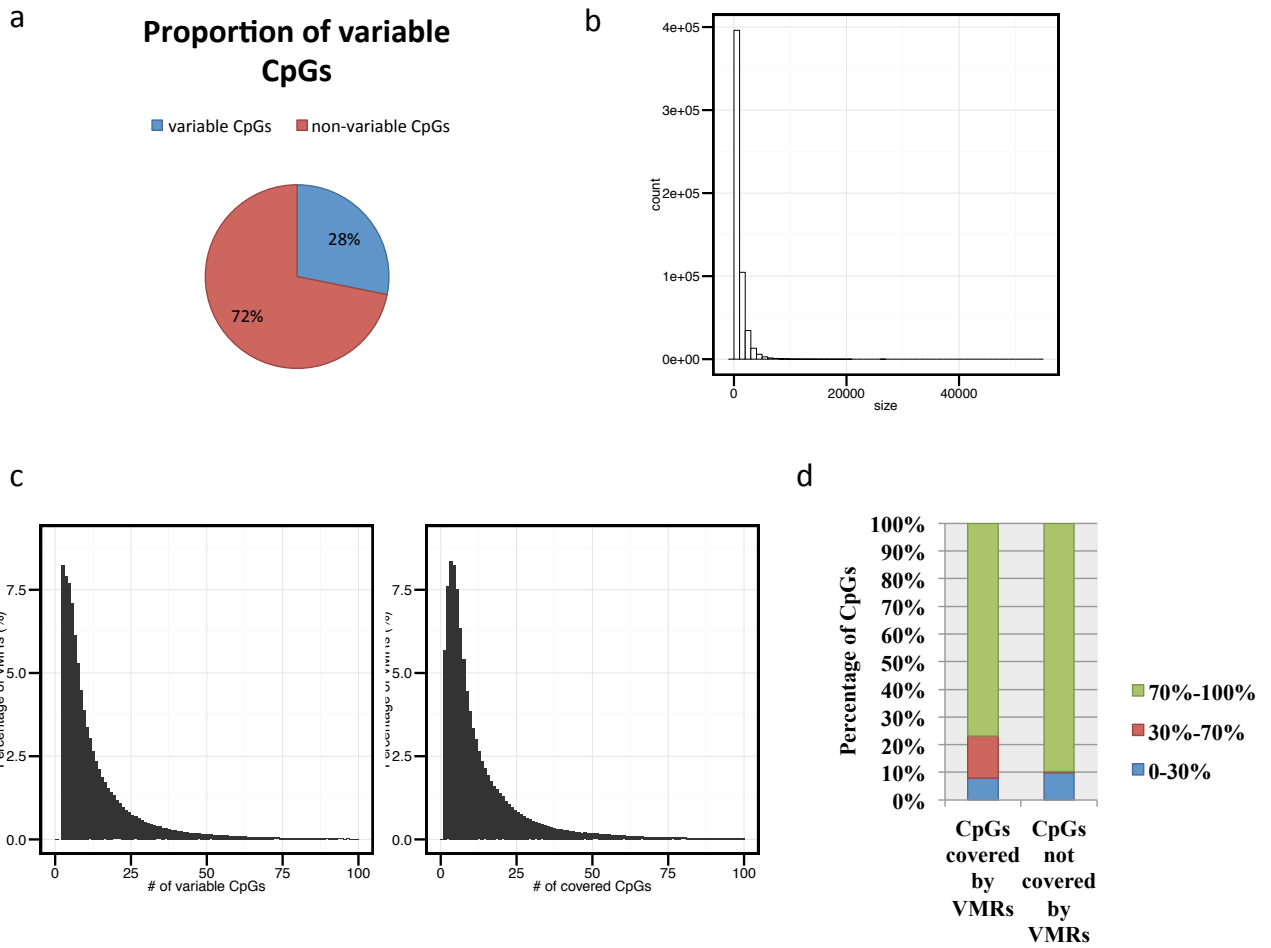 a
Proportion of variable
CpGs
variable CpGs
non-variable CpGs
28%
72%
b
4e+05
3e+05
2e+05
1e+05
0e+00
count
0
20000
40000
size
c
7.5
5.0
2.5
0.0
0
25
50
75
100
# of variable CpGs
7.5
5.0
2.5
0.0
0
25
50
75
100
# of covered CpGs
d
100%
90%
80%
70%
60%
50%
40%
30%
20%
10%
0%
Percentage of CpGs
CpGs
covered
by
VMRs
CpGs
not
covered
by
VMRs
70%-100%
30%-70%
0-30%